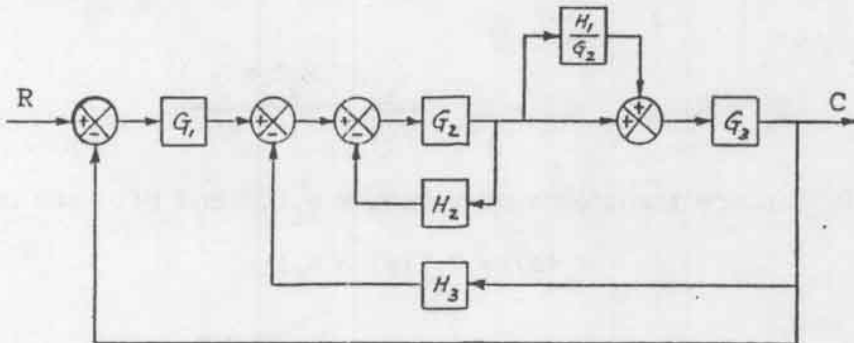 H₁
G₂
R
+
-
G₁
+
-
+
-
G₂
+
+
G₃
C
H₂
H₃